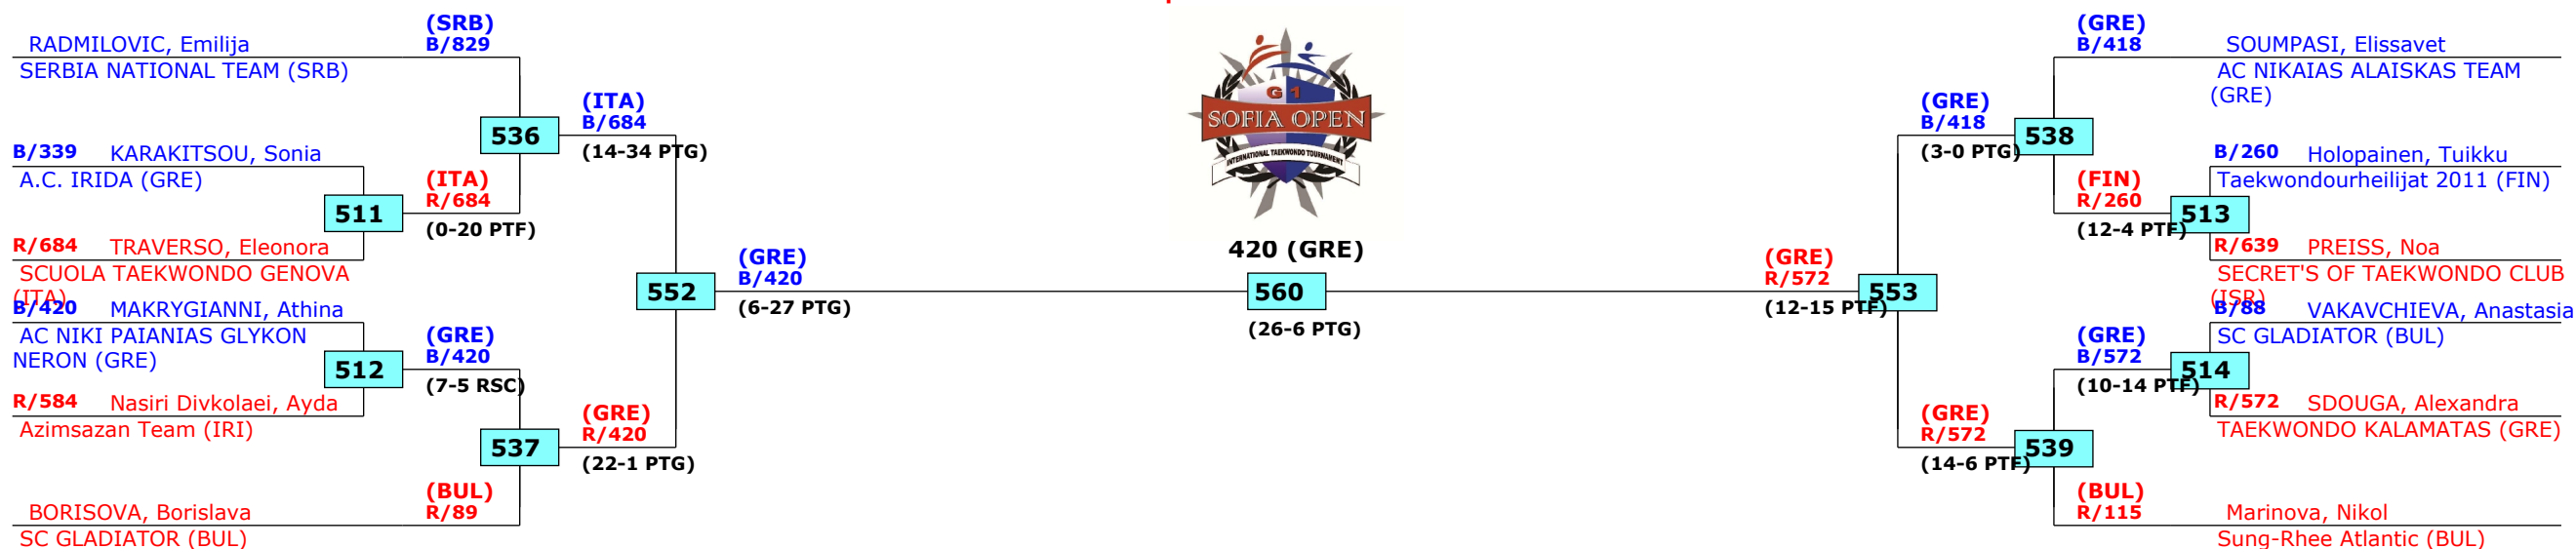 (SRB)
B/829
RADMILOVIC, Emilija
SERBIA NATIONAL TEAM (SRB)
B/339 KARAKITSOU, Sonia
A.C. IRIDA (GRE)
R/684 TRAVERSO, Eleonora
SCUOLA TAEKWONDO GENOVA
(ITA)
B/420 MAKRYGIANNI, Athina
AC NIKI PAIANIAS GLYKON
NERON (GRE)
R/584 Nasiri Divkolaei, Ayda
Azimsazan Team (IRI)
BORISOVA, Borislava
SC GLADIATOR (BUL)
(BUL)
R/89
511
(ITA)
R/684
(0-20 PTF)
512
(GRE)
B/420
(7-5 RSC)
536
(ITA)
B/684
(14-34 PTG)
537
(GRE)
R/420
(22-1 PTG)
552
(GRE)
B/420
(6-27 PTG)
G 1
SOFIA OPEN
INTERNATIONAL TAEKWONDO TOURNAMENT
420 (GRE)
560
(26-6 PTG)
(GRE)
R/572
(12-15 PTF)
553
(GRE)
B/418
(3-0 PTG)
538
(GRE)
R/572
(14-6 PTF)
539
(GRE)
B/418
SOUMPASI, Elissavet
AC NIKAIAS ALAISKAS TEAM
(GRE)
(FIN)
R/260
(12-4 PTF)
513
B/260 Holopainen, Tuikku
Taekwondourheilijat 2011 (FIN)
R/639 PREISS, Noa
SECRET'S OF TAEKWONDO CLUB
(ISR)
(GRE)
B/572
(10-14 PTF)
514
B/88 VAKAVCHIEVA, Anastasia
SC GLADIATOR (BUL)
R/572 SDOUGA, Alexandra
TAEKWONDO KALAMATAS (GRE)
(BUL)
R/115
Marinova, Nikol
Sung-Rhee Atlantic (BUL)